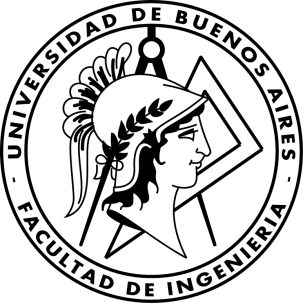 UNIVERSIDAD DE BUENOS AIRES
- FACULTAD DE INGENIERIA -